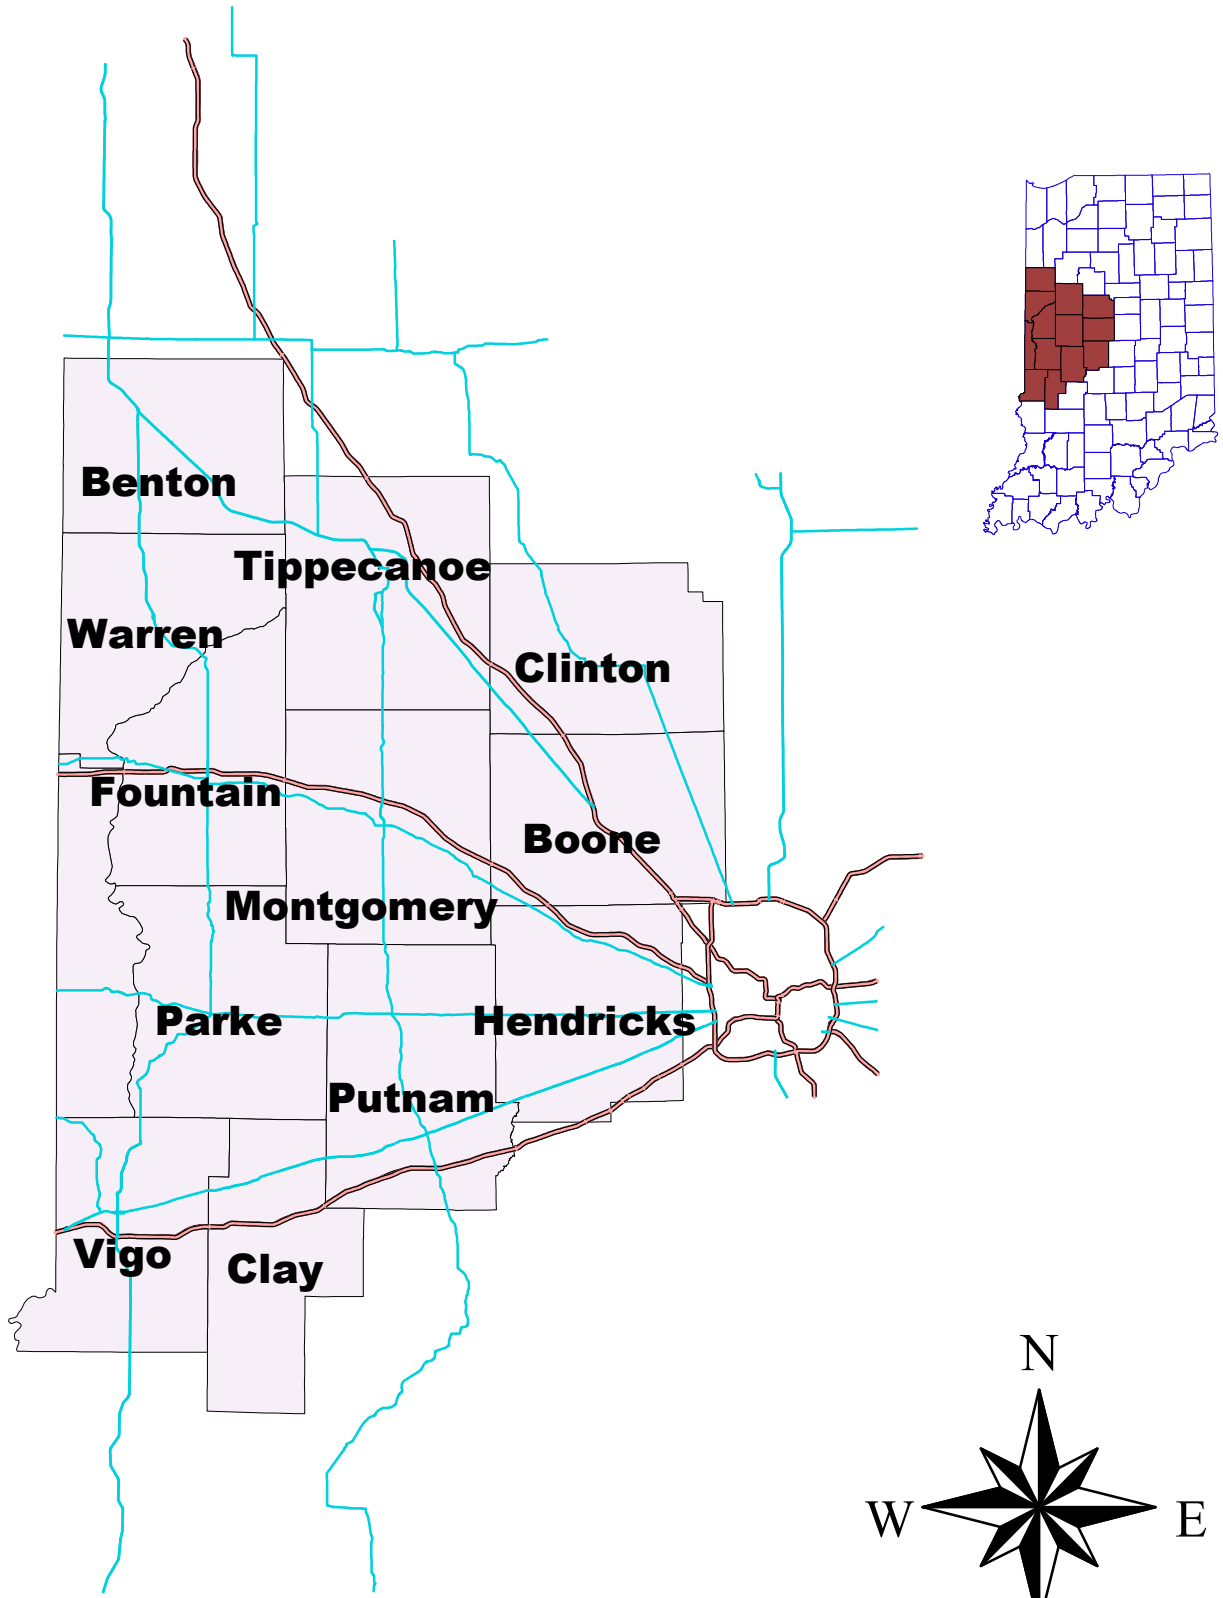 Benton
Tippecanoe
Warren
Clinton
Fountain
Boone
Montgomery
Parke
Hendricks
Putnam
Vigo
Clay
N
W
E